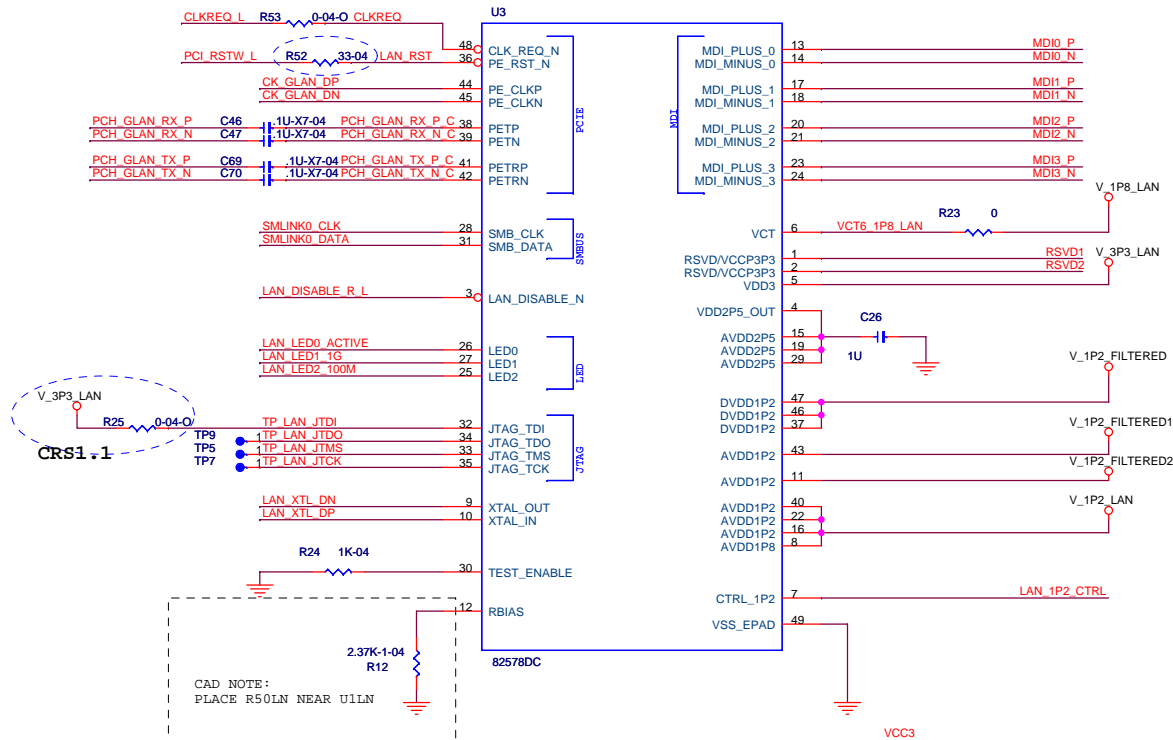 U3
CLKREQ_L R53 0-04-O CLKREQ
48 CLK_REQ_N
PCI_RSTW_L R52 33-04 LAN_RST
36 PE_RST_N
CK_GLAN_DP 44 PE_CLKP
CK_GLAN_DN 45 PE_CLKN
PCIE
PCH_GLAN_RX_P C46 .1U-X7-04 PCH_GLAN_RX_P_C 38 PETP
PCH_GLAN_RX_N C47 .1U-X7-04 PCH_GLAN_RX_N_C 39 PETN
PCH_GLAN_TX_P C69 .1U-X7-04 PCH_GLAN_TX_P_C 41 PETRP
PCH_GLAN_TX_N C70 .1U-X7-04 PCH_GLAN_TX_N_C 42 PETRN
SMLINK0_CLK 28 SMB_CLK
SMLINK0_DATA 31 SMB_DATA
SMBUS
LAN_DISABLE_R_L 3 LAN_DISABLE_N
LAN_LED0_ACTIVE 26 LED0
LAN_LED1_1G 27 LED1
LAN_LED2_100M 25 LED2
LED
V_3P3_LAN
R25 0-04-O TP_LAN_JTDI 32 JTAG_TDI
CRS1.1
TP9 1 TP_LAN_JTDO 34 JTAG_TDO
TP5 1 TP_LAN_JTMS 33 JTAG_TMS
TP7 1 TP_LAN_JTCK 35 JTAG_TCK
JTAG
LAN_XTL_DN 9 XTAL_OUT
LAN_XTL_DP 10 XTAL_IN
R24 1K-04 30 TEST_ENABLE
12 RBIAS
2.37K-1-04
R12
CAD NOTE:
PLACE R50LN NEAR U1LN
82578DC
MDI
MDI_PLUS_0 13 MDI0_P
MDI_MINUS_0 14 MDI0_N
MDI_PLUS_1 17 MDI1_P
MDI_MINUS_1 18 MDI1_N
MDI_PLUS_2 20 MDI2_P
MDI_MINUS_2 21 MDI2_N
MDI_PLUS_3 23 MDI3_P
MDI_MINUS_3 24 MDI3_N
V_1P8_LAN
VCT 6 VCT6_1P8_LAN R23 0
RSVD/VCCP3P3 1 RSVD1
RSVD/VCCP3P3 2 RSVD2
V_3P3_LAN
VDD3 5
VDD2P5_OUT 4
C26
1U
AVDD2P5 15
AVDD2P5 19
AVDD2P5 29
V_1P2_FILTERED
DVDD1P2 47
DVDD1P2 46
DVDD1P2 37
V_1P2_FILTERED1
AVDD1P2 43
V_1P2_FILTERED2
AVDD1P2 11
V_1P2_LAN
AVDD1P2 40
AVDD1P2 22
AVDD1P2 16
AVDD1P8 8
CTRL_1P2 7 LAN_1P2_CTRL
VSS_EPAD 49
VCC3